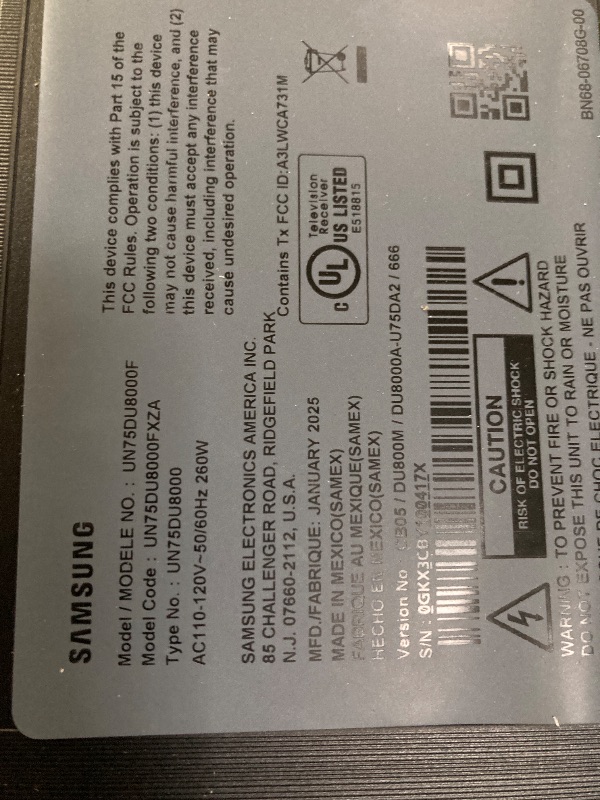 SAMSUNG
Model / MODELE NO. : UN75DU8000F
Model Code : UN75DU8000FXZA
Type No. : UN75DU8000
AC110-120V~50/60Hz 260W
This device complies with Part 15 of the
FCC Rules. Operation is subject to the
following two conditions: (1) this device
may not cause harmful interference, and (2)
this device must accept any interference
received, including interference that may
cause undesired operation.
SAMSUNG ELECTRONICS AMERICA INC.
85 CHALLENGER ROAD, RIDGEFIELD PARK
N.J. 07660-2112, U.S.A.
Contains Tx FCC ID:A3LWCA731M
MFD./FABRIQUE: JANUARY 2025
MADE IN MEXICO(SAMEX)
FABRIQUE AU MEXIQUE(SAMEX)
HECHO EN MEXICO(SAMEX)
C UL US LISTED
Television
Receiver
E518815
Version No
/ DU800M / DU8000A-U75DA2 / 666
S/N :
CAUTION
RISK OF ELECTRIC SHOCK
DO NOT OPEN
WARNING : TO PREVENT FIRE OR SHOCK HAZARD
DO NOT EXPOSE THIS UNIT TO RAIN OR MOISTURE
DE CHOC ELECTRIQUE - NE PAS OUVRIR
BN68-06708G-00